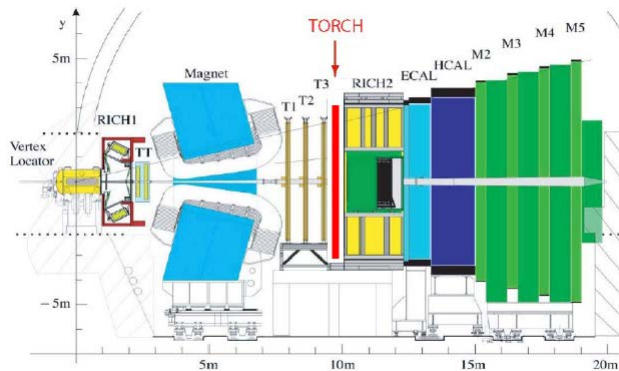 TORCH
y
5m
Magnet
RICH1
TT
Vertex
Locator
T1
T2
T3
RICH2
ECAL
HCAL
M2
M3
M4
M5
− 5m
5m
10m
15m
20m